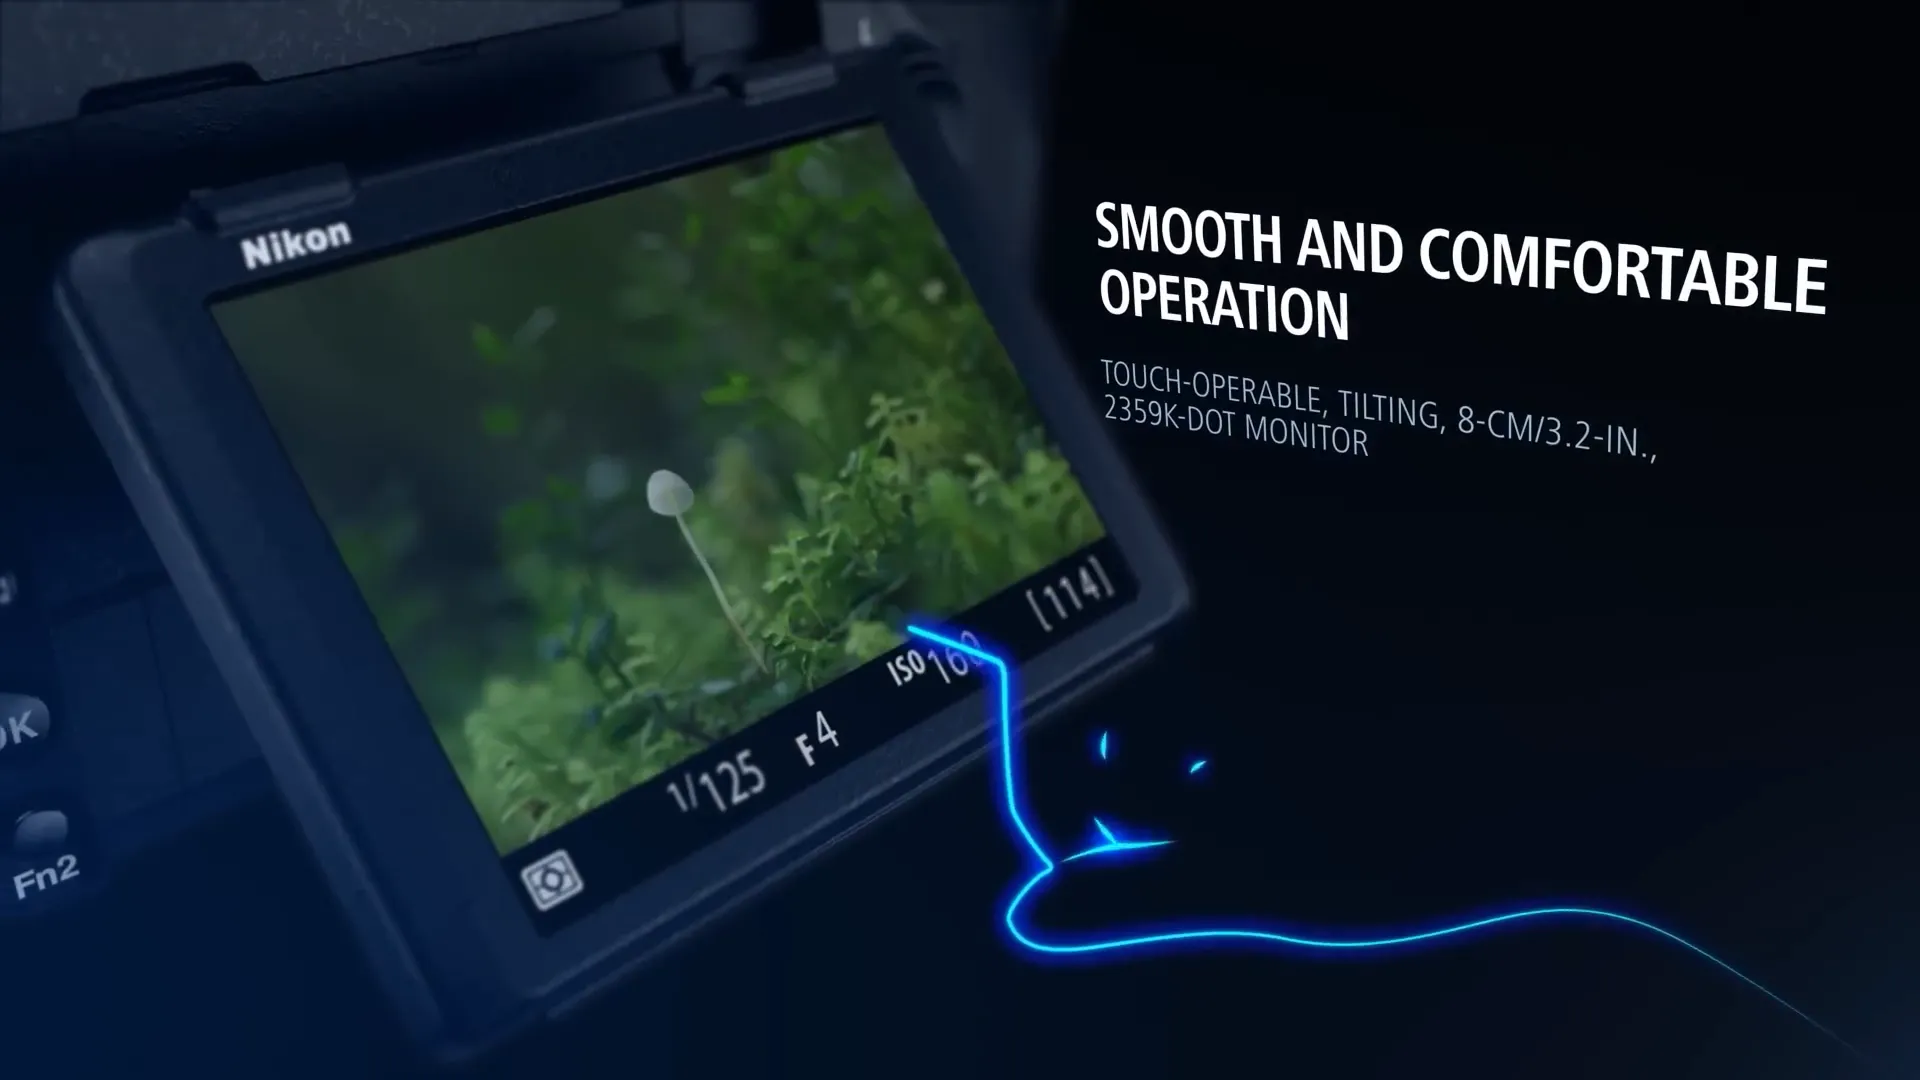 Nikon
SMOOTH AND COMFORTABLE
OPERATION
TOUCH-OPERABLE, TILTING, 8-CM/3.2-IN.,
2359K-DOT MONITOR
1/125 F4 ISO 160 [114]
Fn2